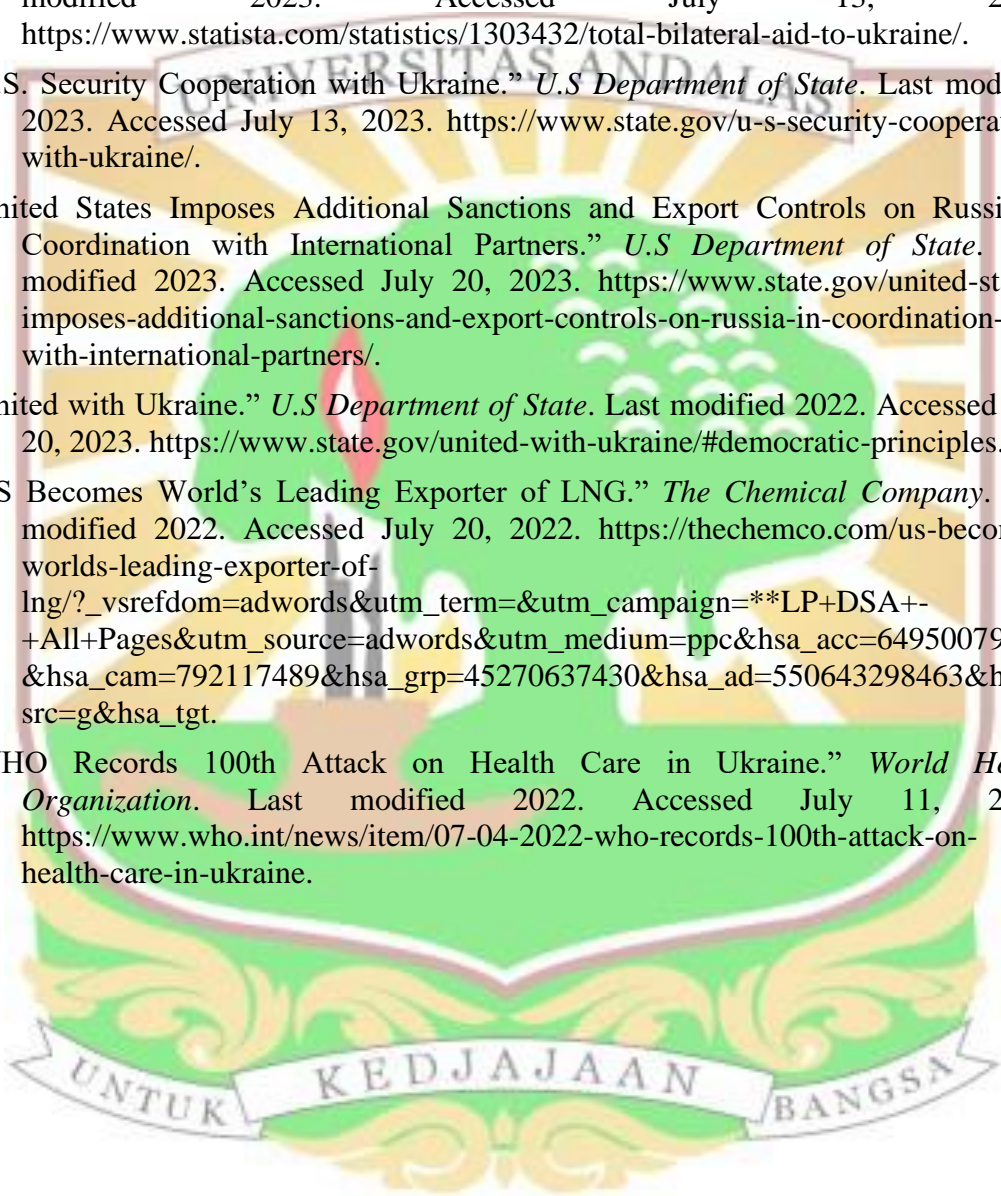 modified 2023. Accessed July 13, 2
https://www.statista.com/statistics/1303432/total-bilateral-aid-to-ukraine/.
UNIVERSITAS ANDALAS
.S. Security Cooperation with Ukraine.” U.S Department of State. Last mod
2023. Accessed July 13, 2023. https://www.state.gov/u-s-security-coopera
with-ukraine/.
nited States Imposes Additional Sanctions and Export Controls on Russi
Coordination with International Partners.” U.S Department of State.
modified 2023. Accessed July 20, 2023. https://www.state.gov/united-st
imposes-additional-sanctions-and-export-controls-on-russia-in-coordination-
with-international-partners/.
nited with Ukraine.” U.S Department of State. Last modified 2022. Accessed
20, 2023. https://www.state.gov/united-with-ukraine/#democratic-principles.
S Becomes World’s Leading Exporter of LNG.” The Chemical Company.
modified 2022. Accessed July 20, 2022. https://thechemco.com/us-becor
worlds-leading-exporter-of-
lng/?_vsrefdom=adwords&utm_term=&utm_campaign=**LP+DSA+-
+All+Pages&utm_source=adwords&utm_medium=ppc&hsa_acc=64950079
&hsa_cam=792117489&hsa_grp=45270637430&hsa_ad=550643298463&h
src=g&hsa_tgt.
HO Records 100th Attack on Health Care in Ukraine.” World He
Organization. Last modified 2022. Accessed July 11, 2
https://www.who.int/news/item/07-04-2022-who-records-100th-attack-on-
health-care-in-ukraine.
UNTUK KEDJAJAAN BANGSA